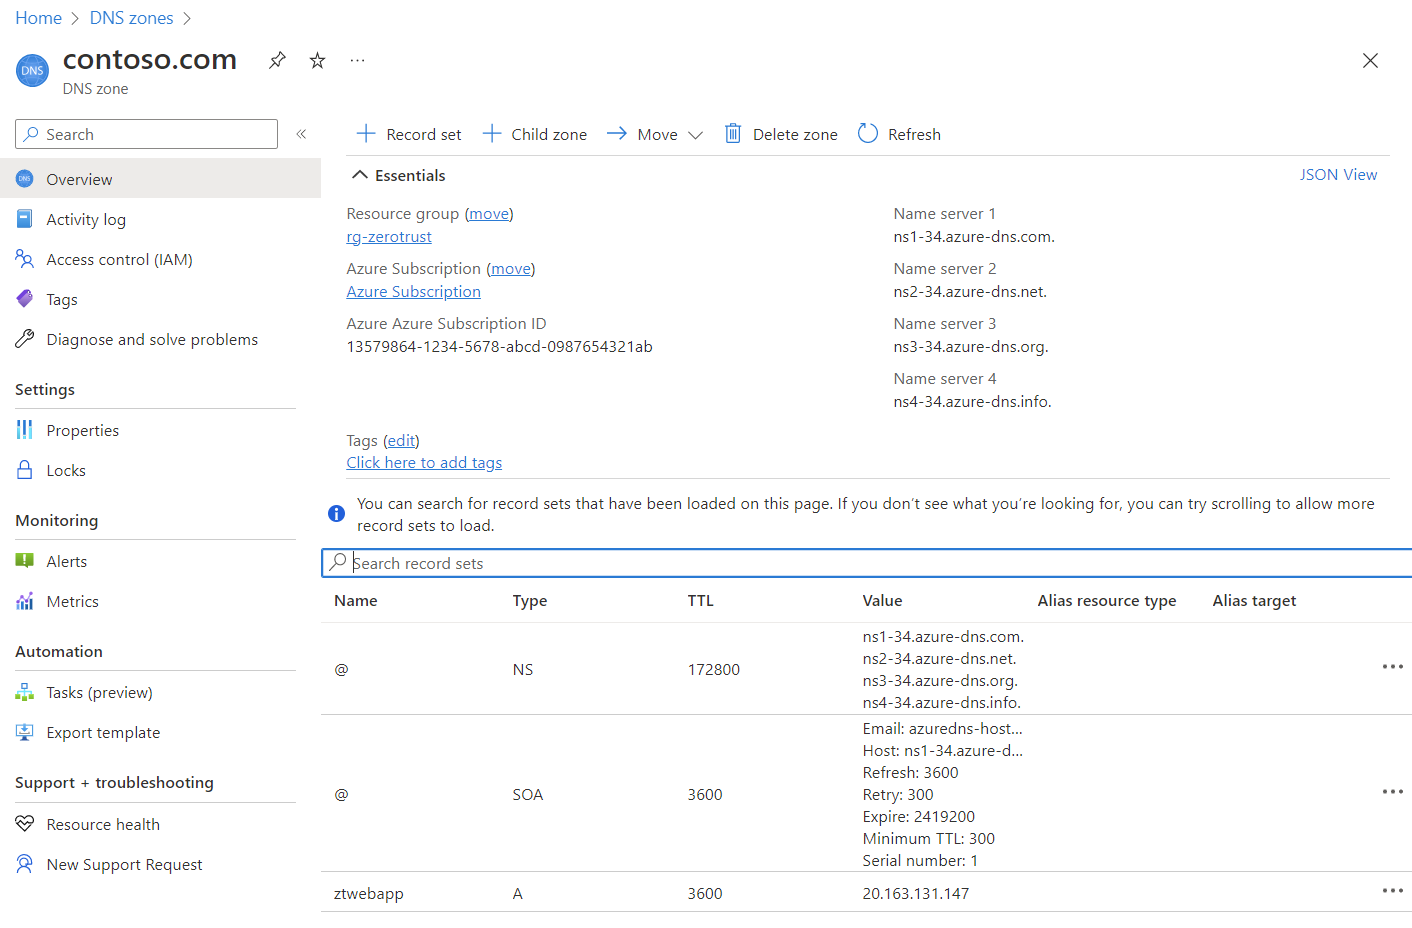 Home > DNS zones >
contoso.com
DNS
DNS zone
Search
Overview
Activity log
Access control (IAM)
Tags
Diagnose and solve problems
Settings
Properties
Locks
Monitoring
Alerts
Metrics
Automation
Tasks (preview)
Export template
Support + troubleshooting
Resource health
New Support Request
Record set Child zone Move Delete zone Refresh
Essentials
JSON View
Resource group (move)
rg-zerotrust
Azure Subscription (move)
Azure Subscription
Azure Azure Subscription ID
13579864-1234-5678-abcd-0987654321ab
Name server 1
ns1-34.azure-dns.com.
Name server 2
ns2-34.azure-dns.net.
Name server 3
ns3-34.azure-dns.org.
Name server 4
ns4-34.azure-dns.info.
Tags (edit)
Click here to add tags
You can search for record sets that have been loaded on this page. If you don't see what you're looking for, you can try scrolling to allow more
record sets to load.
Search record sets
Name Type TTL Value Alias resource type Alias target
@ NS 172800
ns1-34.azure-dns.com.
ns2-34.azure-dns.net.
ns3-34.azure-dns.org.
ns4-34.azure-dns.info.
@ SOA 3600
Email: azuredns-host...
Host: ns1-34.azure-d...
Refresh: 3600
Retry: 300
Expire: 2419200
Minimum TTL: 300
Serial number: 1
ztwebapp A 3600 20.163.131.147